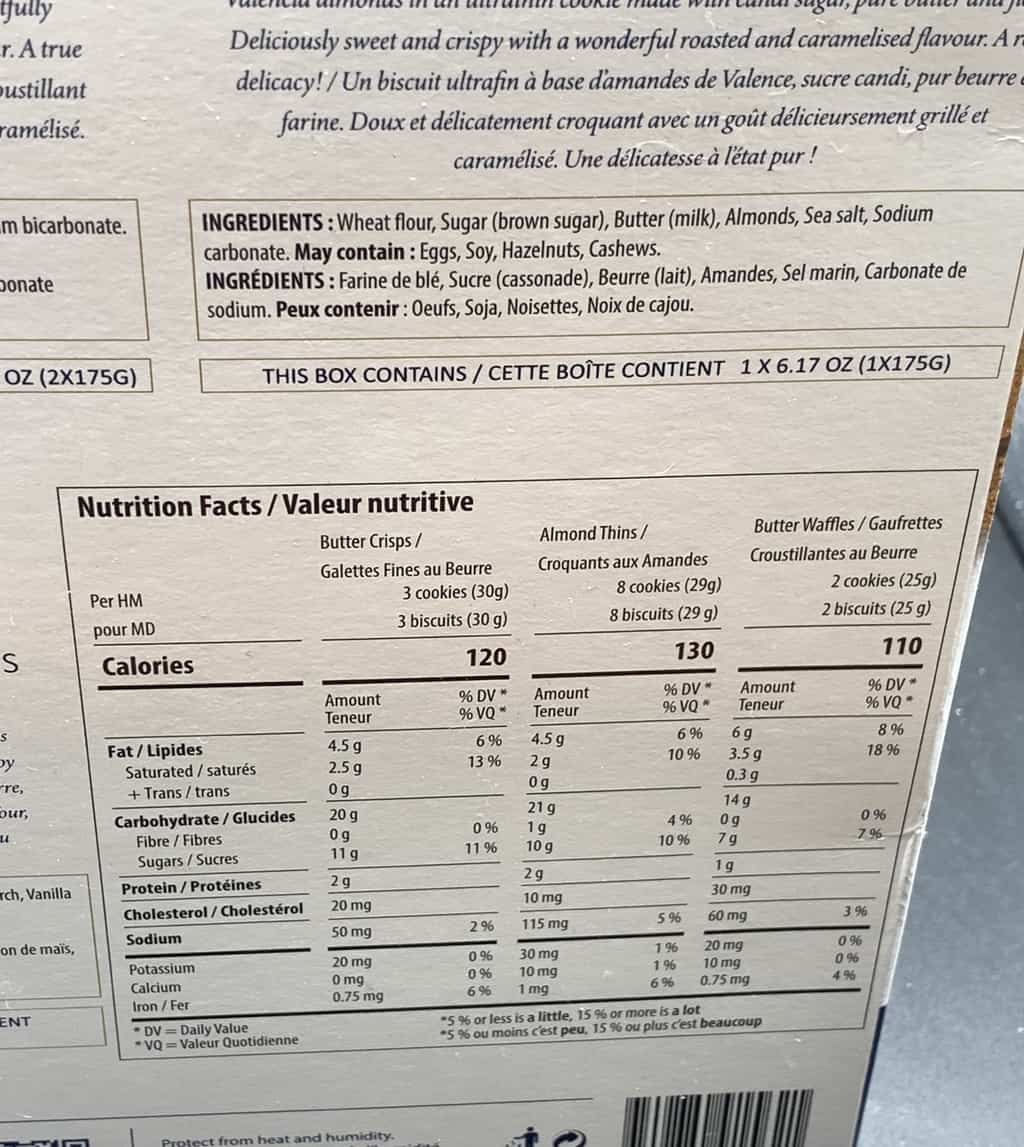 tfully
r. A true
oustillant
ramélisé.
Deliciously sweet and crispy with a wonderful roasted and caramelised flavour. A
delicacy! / Un biscuit ultrafin à base d'amandes de Valence, sucre candi, pur beurre
farine. Doux et délicatement croquant avec un goût délicieursement grillé et
caramélisé. Une délicatesse à l'état pur !
m bicarbonate.
bonate
INGREDIENTS : Wheat flour, Sugar (brown sugar), Butter (milk), Almonds, Sea salt, Sodium
carbonate. May contain : Eggs, Soy, Hazelnuts, Cashews.
INGRÉDIENTS : Farine de blé, Sucre (cassonade), Beurre (lait), Amandes, Sel marin, Carbonate de
sodium. Peux contenir : Oeufs, Soja, Noisettes, Noix de cajou.
OZ (2X175G)
THIS BOX CONTAINS / CETTE BOÎTE CONTIENT 1 X 6.17 OZ (1X175G)
Nutrition Facts / Valeur nutritive
Butter Crisps / Almond Thins / Butter Waffles / Gaufrettes
Galettes Fines au Beurre Croquants aux Amandes Croustillantes au Beurre
Per HM 3 cookies (30g) 8 cookies (29g) 2 cookies (25g)
pour MD 3 biscuits (30 g) 8 biscuits (29 g) 2 biscuits (25 g)
Calories 120 130 110
Amount % DV * Amount % DV * Amount % DV *
Teneur % VQ * Teneur % VQ * Teneur % VQ *
Fat / Lipides 4.5 g 6 % 4.5 g 6 % 6 g 8 %
Saturated / saturés 2.5 g 13 % 2 g 10 % 3.5 g 18 %
+ Trans / trans 0 g 0 g 0.3 g
Carbohydrate / Glucides 20 g 21 g 14 g
Fibre / Fibres 0 g 0 % 1 g 4 % 0 g 0 %
Sugars / Sucres 11 g 11 % 10 g 10 % 7 g 7 %
Protein / Protéines 2 g 2 g 1 g
Cholesterol / Cholestérol 20 mg 10 mg 30 mg
Sodium 50 mg 2 % 115 mg 5 % 60 mg 3 %
Potassium 20 mg 0 % 30 mg 1 % 20 mg 0 %
Calcium 0 mg 0 % 10 mg 1 % 10 mg 0 %
Iron / Fer 0.75 mg 6 % 1 mg 6 % 0.75 mg 4 %
* DV = Daily Value
* VQ = Valeur Quotidienne
*5 % or less is a little, 15 % or more is a lot
*5 % ou moins c'est peu, 15 % ou plus c'est beaucoup
S
s
by
rre,
our,
u
rch, Vanilla
on de maïs,
ENT
Protect from heat and humidity.